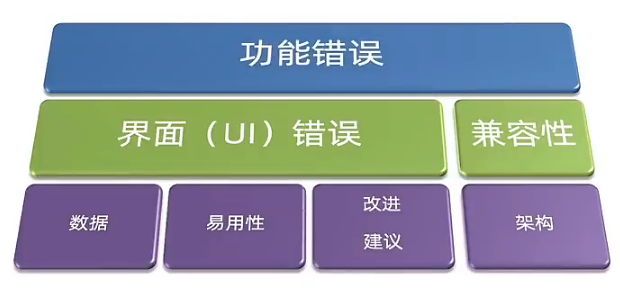 功能错误
界面（UI）错误
兼容性
数据
易用性
改进
建议
架构